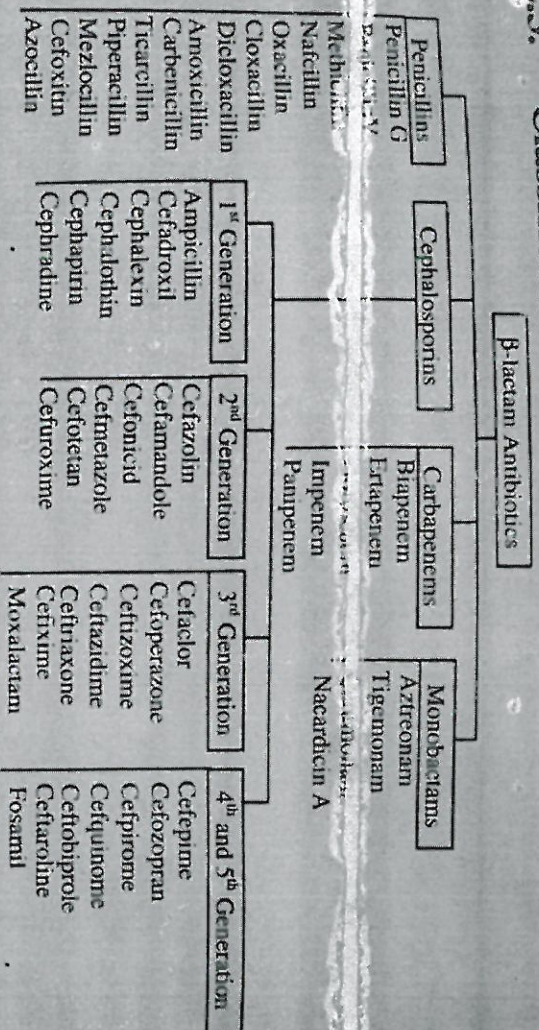 β-lactam Antibiotics
Penicillins
Penicillin G
Nafcillin
Oxacillin
Cloxacillin
Dicloxacillin
Amoxicillin
Carbenicillin
Ticarcillin
Piperacillin
Mezlocillin
Cefoxitin
Azocillin
Cephalosporins
1st Generation
Ampicillin
Cefadroxil
Cephalexin
Cephalothin
Cephapirin
Cephradine
2nd Generation
Cefazolin
Cefamandole
Cefonicid
Cefmetazole
Cefotetan
Cefuroxime
3rd Generation
Cefaclor
Cefoperazone
Ceftizoxime
Ceftazidime
Ceftriaxone
Cefixime
Moxalactam
4th and 5th Generation
Cefepime
Cefozopran
Cefpirome
Cefquinome
Ceftobiprole
Ceftaroline
Fosamil
Carbapenems
Biapenem
Ertapenem
Impenem
Panipenem
Monobactams
Aztreonam
Tigemonam
Nacardicin A